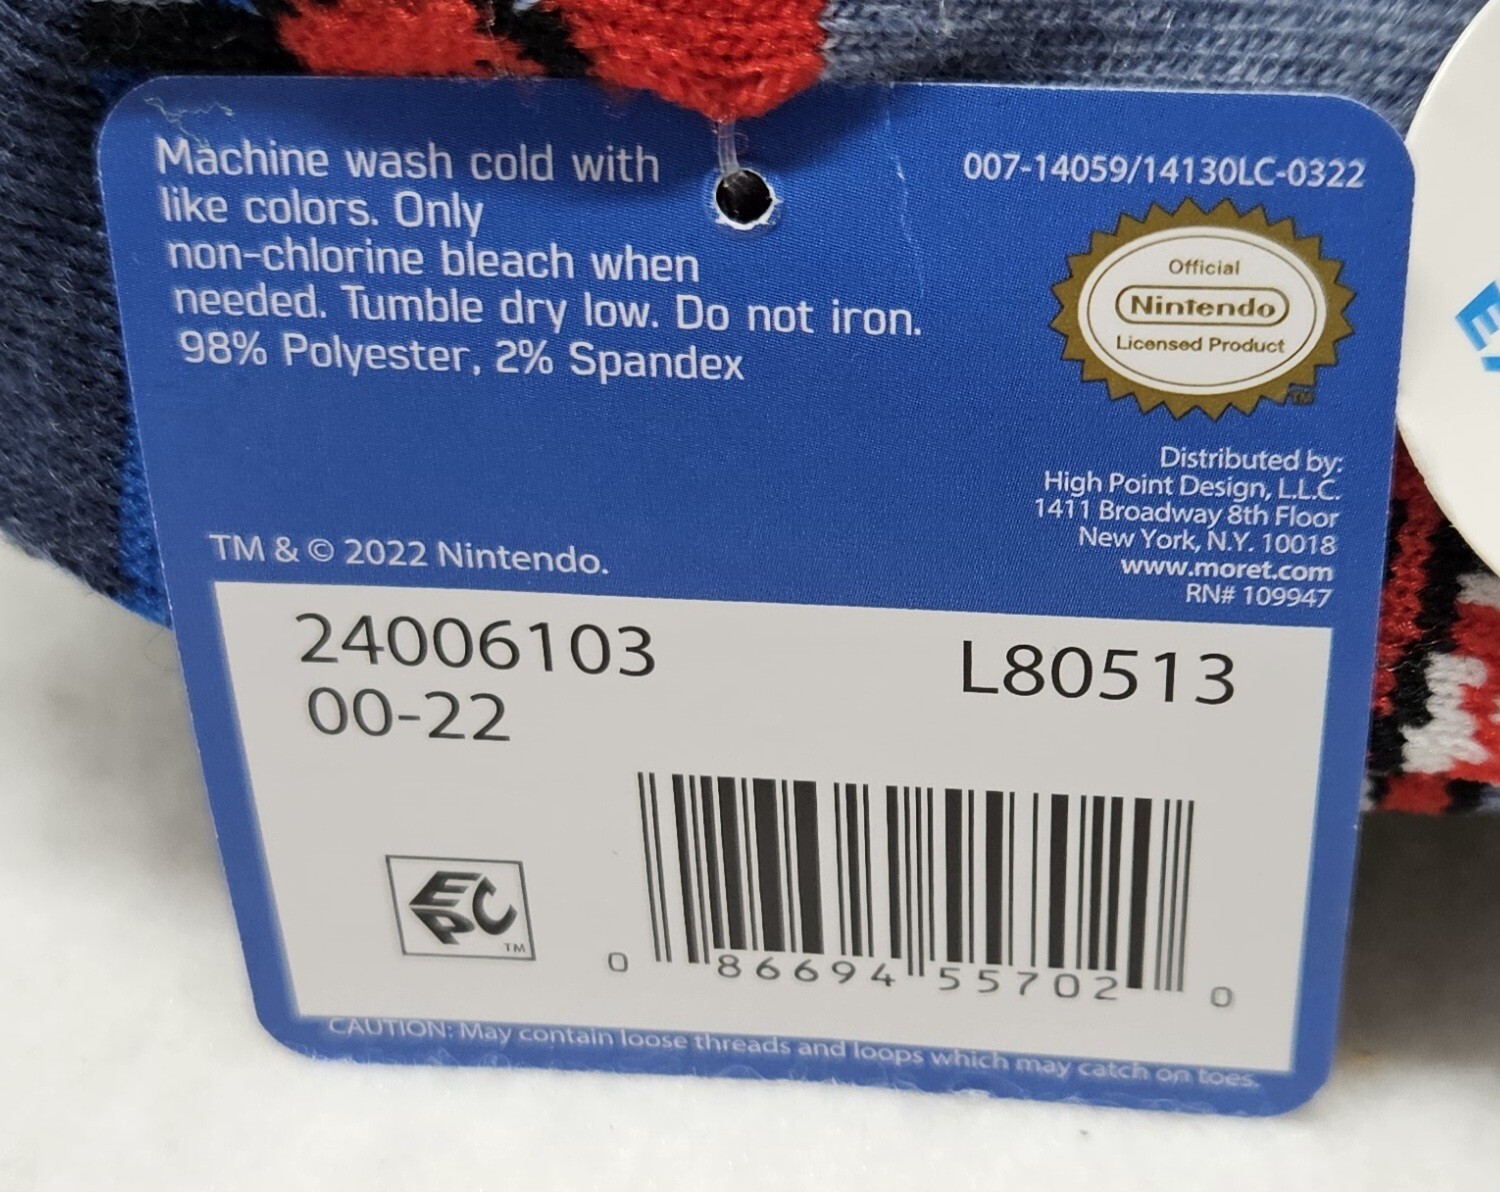 Machine wash cold with
like colors. Only
non-chlorine bleach when
needed. Tumble dry low. Do not iron.
98% Polyester, 2% Spandex
007-14059/14130LC-0322
Official
Nintendo
Licensed Product
TM
Distributed by:
High Point Design, L.L.C.
1411 Broadway 8th Floor
New York, N.Y. 10018
www.moret.com
RN# 109947
TM & © 2022 Nintendo.
24006103
00-22
L80513
EPC
TM
0 86694 55702 0
CAUTION: May contain loose threads and loops which may catch on toes.